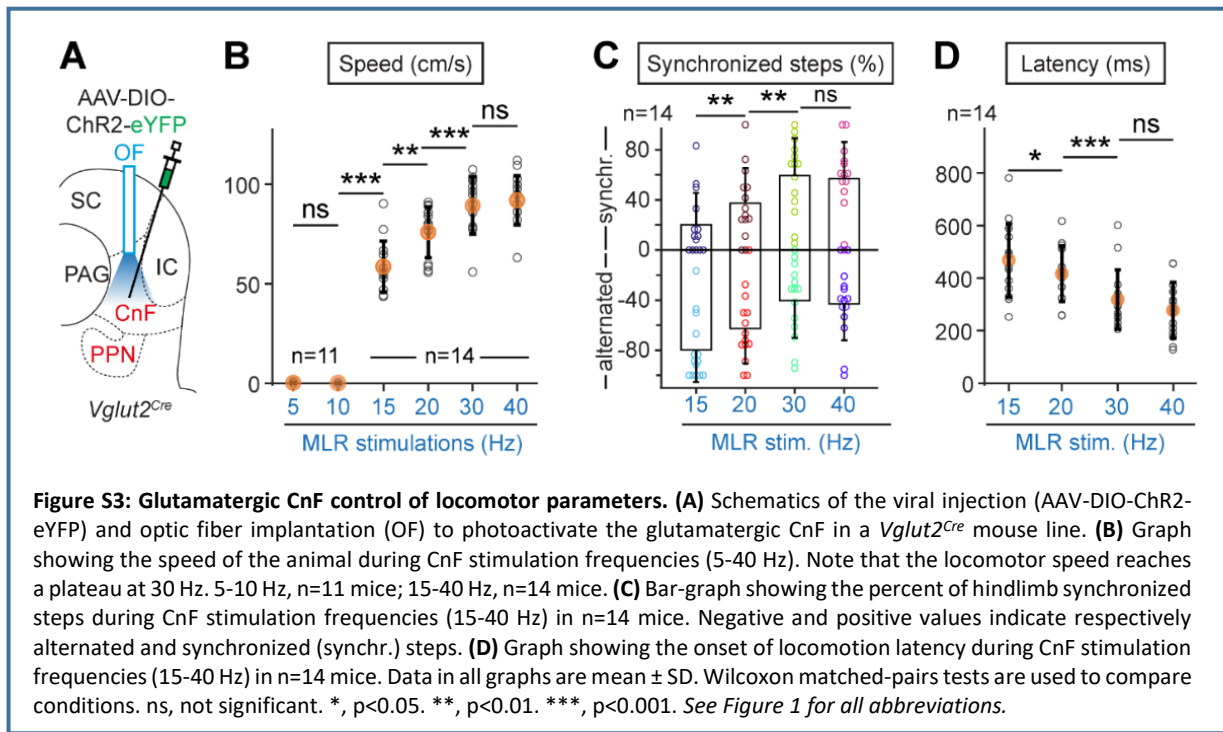 A
AAV-DIO-
ChR2-eYFP
OF
SC
PAG
IC
CnF
PPN
Vglut2Cre
B
Speed (cm/s)
ns
***
**
***
ns
100
50
0
n=11
n=14
5 10 15 20 30 40
MLR stimulations (Hz)
C
Synchronized steps (%)
n=14
**
**
ns
80
40
0
-40
-80
alternated
synchr.
15 20 30 40
MLR stim. (Hz)
D
Latency (ms)
n=14
*
***
ns
800
600
400
200
0
15 20 30 40
MLR stim. (Hz)
Figure S3: Glutamatergic CnF control of locomotor parameters. (A) Schematics of the viral injection (AAV-DIO-ChR2-
eYFP) and optic fiber implantation (OF) to photoactivate the glutamatergic CnF in a Vglut2Cre mouse line. (B) Graph
showing the speed of the animal during CnF stimulation frequencies (5-40 Hz). Note that the locomotor speed reaches
a plateau at 30 Hz. 5-10 Hz, n=11 mice; 15-40 Hz, n=14 mice. (C) Bar-graph showing the percent of hindlimb synchronized
steps during CnF stimulation frequencies (15-40 Hz) in n=14 mice. Negative and positive values indicate respectively
alternated and synchronized (synchr.) steps. (D) Graph showing the onset of locomotion latency during CnF stimulation
frequencies (15-40 Hz) in n=14 mice. Data in all graphs are mean ± SD. Wilcoxon matched-pairs tests are used to compare
conditions. ns, not significant. *, p<0.05. **, p<0.01. ***, p<0.001. See Figure 1 for all abbreviations.